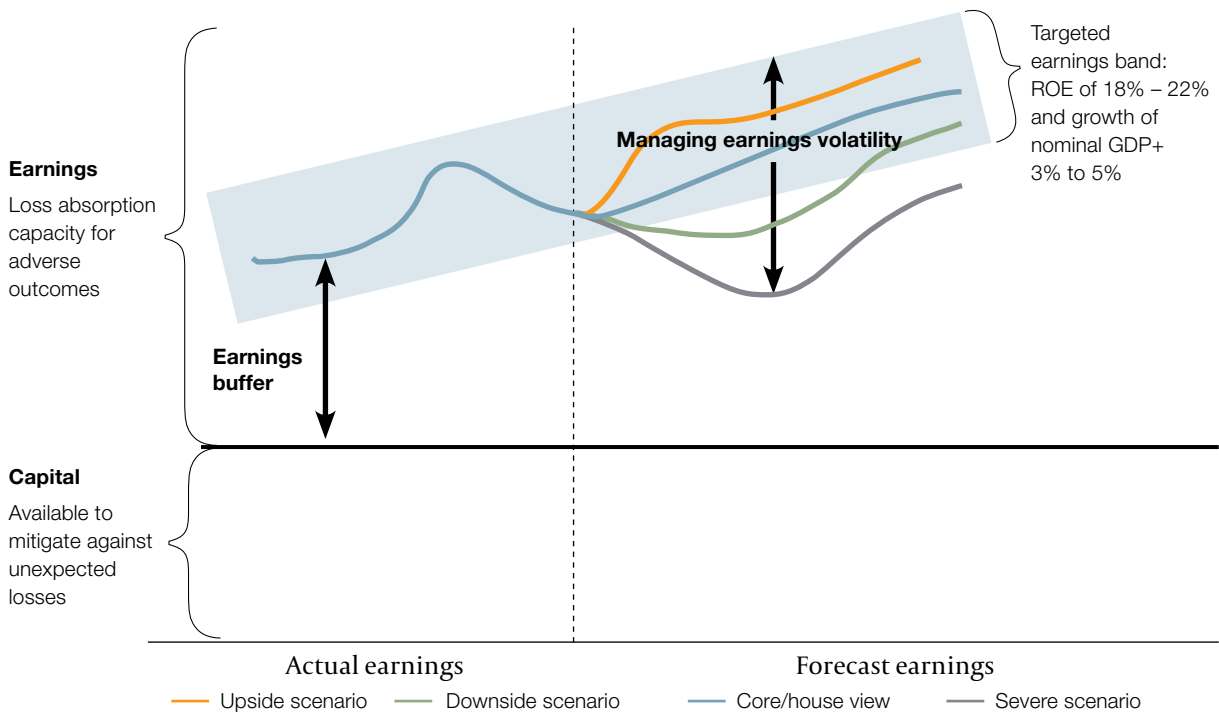 Targeted
earnings band:
ROE of 18% – 22%
and growth of
nominal GDP+
3% to 5%
Managing earnings volatility
Earnings
Loss absorption
capacity for
adverse
outcomes
Earnings
buffer
Capital
Available to
mitigate against
unexpected
losses
Actual earnings
Forecast earnings
Upside scenario
Downside scenario
Core/house view
Severe scenario